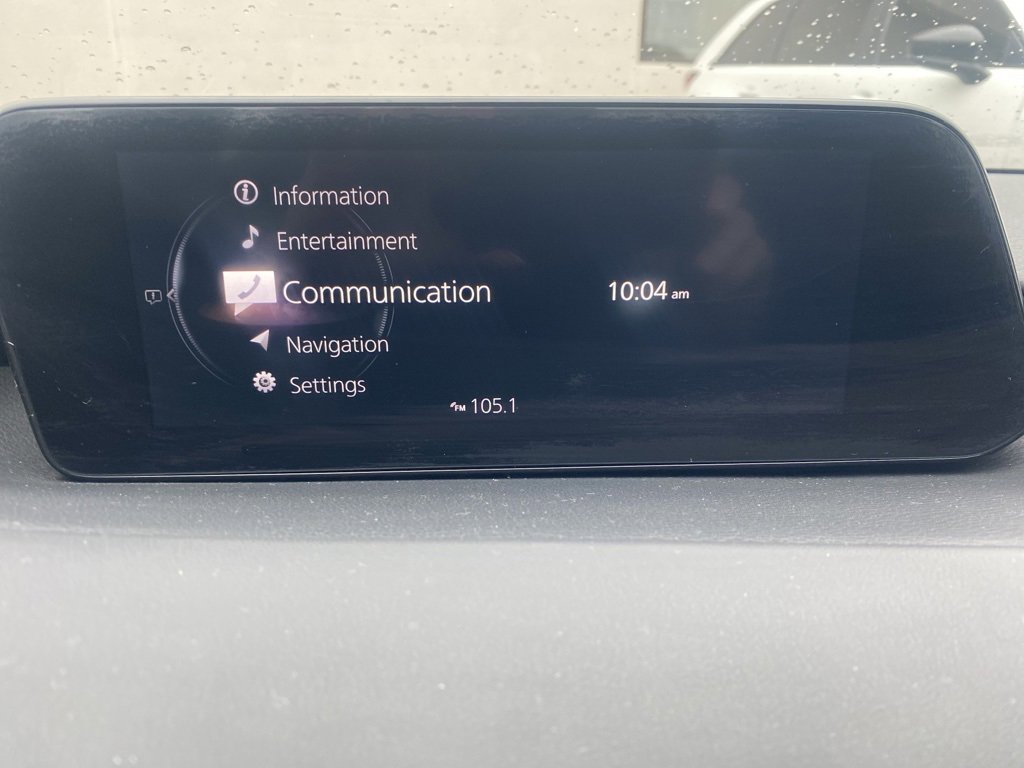 Information
Entertainment
Communication
10:04 am
Navigation
Settings
FM 105.1